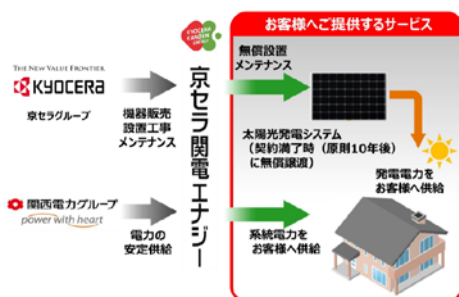 お客様へご提供するサービス
KYOCERA
KANDEN
ENERGY
THE NEW VALUE FRONTIER
KYOCERA
京セラグループ
機器販売
設置工事
メンテナンス
京セラ関電エナジー
無償設置
メンテナンス
太陽光発電システム
(契約満了時(原則10年後)
に無償譲渡)
発電電力を
お客様へ供給
関西電力グループ
power with heart
電力の
安定供給
系統電力を
お客様へ供給